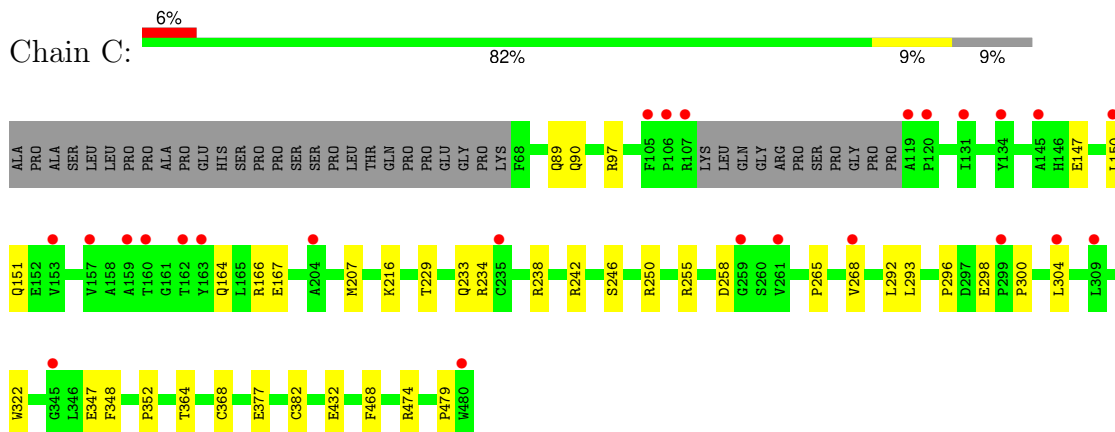 6%
Chain C:
82% 9% 9%
ALA PRO ALA SER LEU LEU PRO PRO ALA PRO GLU HIS SER PRO PRO SER SER PRO LEU THR GLN PRO PRO GLU GLY PRO LYS F68 Q89 Q90 R97 F105 P106 R107 LYS LEU GLN GLY ARG PRO SER PRO GLY PRO PRO A119 P120 I131 Y134 A145 H146 E147 L150
Q151 E152 V153 V157 A158 A159 T160 G161 T162 Y163 Q164 L165 R166 E167 A204 M207 K216 T229 Q233 R234 C235 R238 R242 S246 R250 R255 D258 G259 S260 V261 P265 V268 L292 L293 P296 D297 E298 P299 P300 L304 L309
W322 G345 L346 E347 F348 P352 T364 C368 E377 C382 E432 F468 R474 P479 W480